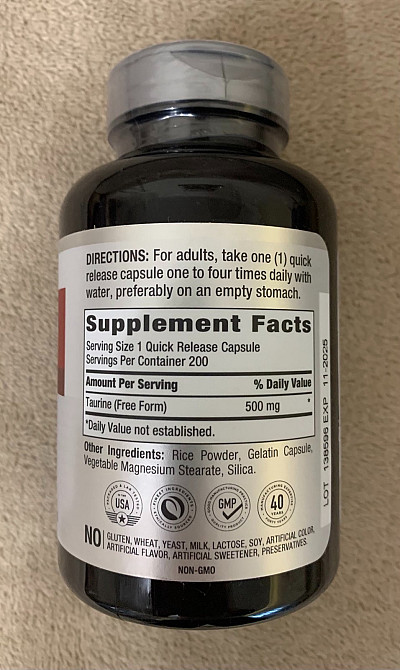 DIRECTIONS: For adults, take one (1) quick
release capsule one to four times daily with
water, preferably on an empty stomach.
Supplement Facts
Serving Size 1 Quick Release Capsule
Servings Per Container 200
Amount Per Serving % Daily Value
Taurine (Free Form) 500 mg *
*Daily Value not established.
Other Ingredients: Rice Powder, Gelatin Capsule,
Vegetable Magnesium Stearate, Silica.
USA
GMP
QUALITY PRODUCT
40
YEARS
NO GLUTEN, WHEAT, YEAST, MILK, LACTOSE, SOY, ARTIFICIAL COLOR,
ARTIFICIAL FLAVOR, ARTIFICIAL SWEETENER, PRESERVATIVES.
NON-GMO
LOT 138596 EXP 11-2025